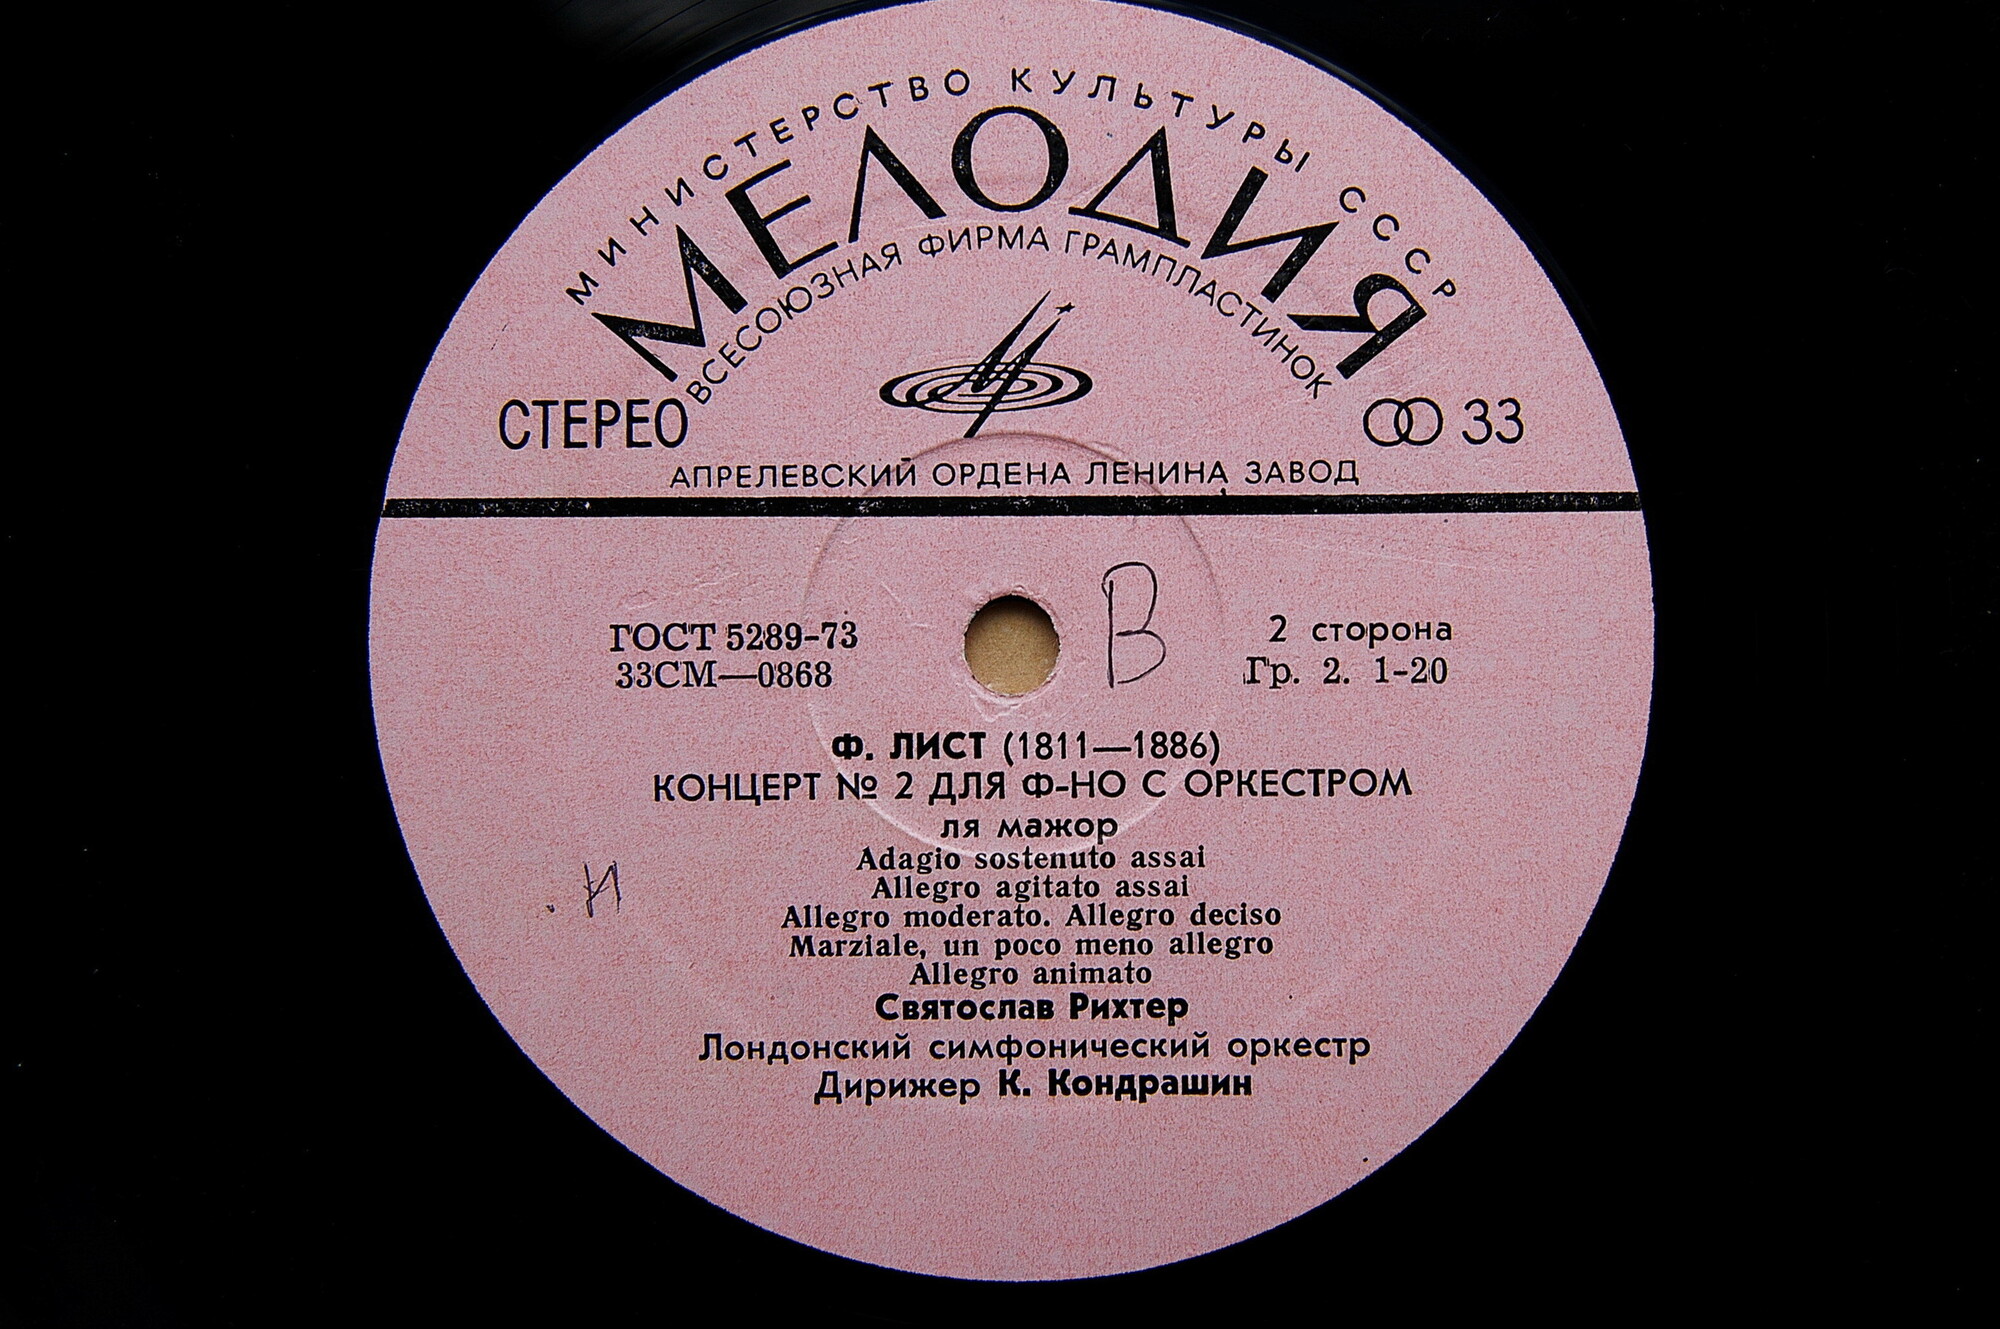 МИНИСТЕРСТВО КУЛЬТУРЫ СССР
МЕЛОДИЯ
ВСЕСОЮЗНАЯ ФИРМА ГРАМПЛАСТИНОК
СТЕРЕО
33
АПРЕЛЕВСКИЙ ОРДЕНА ЛЕНИНА ЗАВОД
В
ГОСТ 5289-73
2 сторона
33СМ—0868
Гр. 2. 1-20
Ф. ЛИСТ (1811—1886)
КОНЦЕРТ № 2 ДЛЯ Ф-НО С ОРКЕСТРОМ
ля мажор
Adagio sostenuto assai
Allegro agitato assai
Allegro moderato. Allegro deciso
Marziale, un poco meno allegro
Allegro animato
Святослав Рихтер
Лондонский симфонический оркестр
Дирижер К. Кондрашин